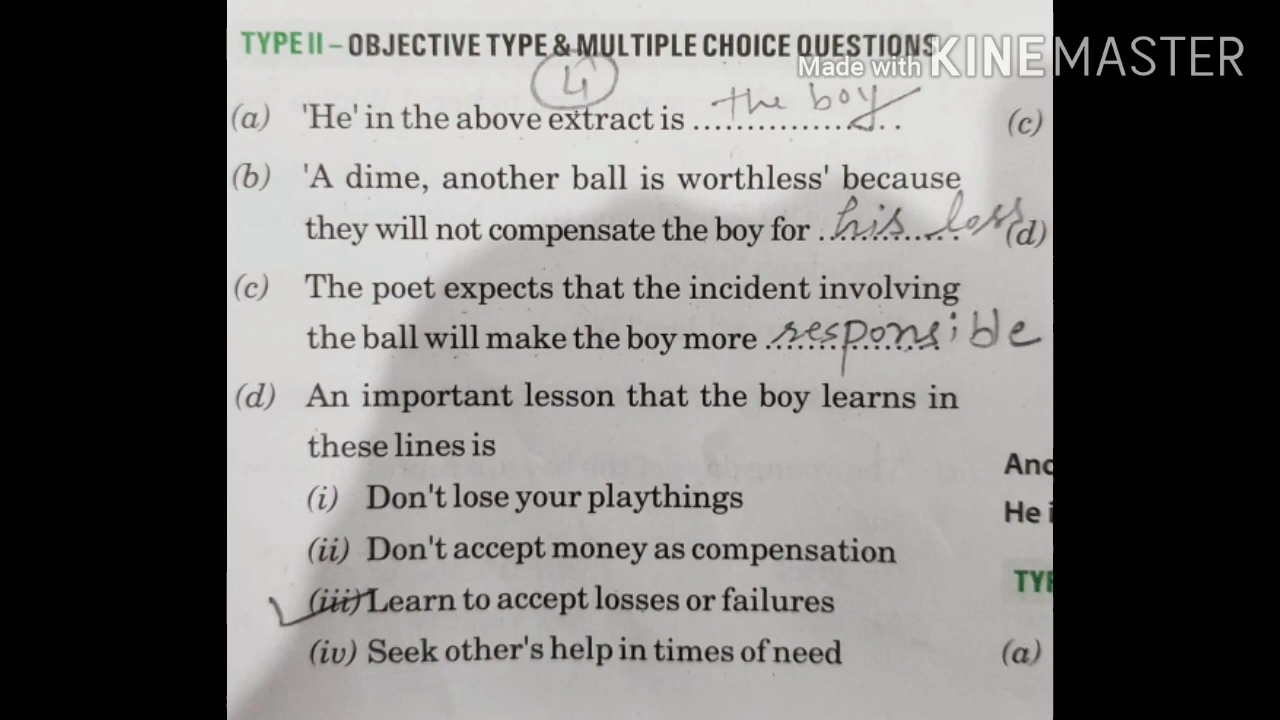 TYPE II – OBJECTIVE TYPE & MULTIPLE CHOICE QUESTIONS
Made with KINEMASTER
4
(a) 'He' in the above extract is .................. the boy
(c)
(b) 'A dime, another ball is worthless' because
they will not compensate the boy for ............ his loss
(d)
(c) The poet expects that the incident involving
the ball will make the boy more ............... responsible
(d) An important lesson that the boy learns in
these lines is
(i) Don't lose your playthings
(ii) Don't accept money as compensation
(iii) Learn to accept losses or failures
(iv) Seek other's help in times of need
He
(a)